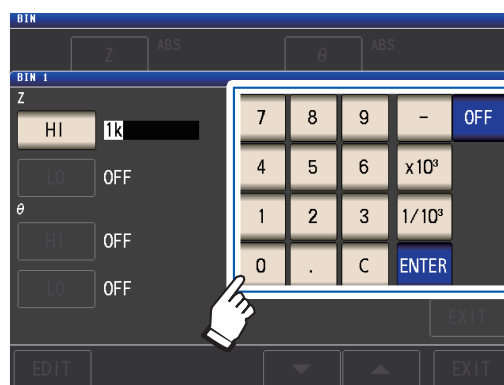 BIN
Z ABS θ ABS
BIN 1
Z
HI 1k
LO OFF
θ
HI OFF
LO OFF
7 8 9 - OFF
4 5 6 x10³
1 2 3 1/10³
0 . C ENTER
EXIT
EDIT ▼ ▲ EXIT